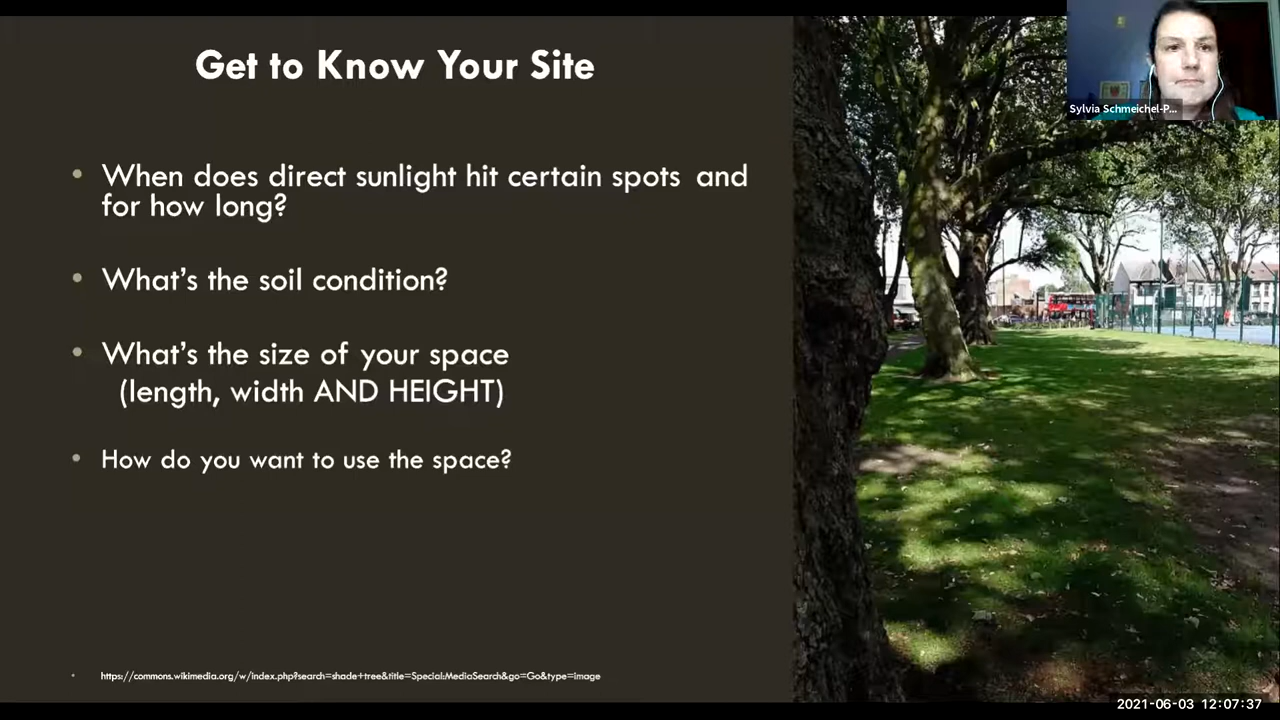 Get to Know Your Site
Sylvia Schmeichel-P...
• When does direct sunlight hit certain spots and
for how long?
• What's the soil condition?
• What's the size of your space
(length, width AND HEIGHT)
• How do you want to use the space?
• https://commons.wikimedia.org/w/index.php?search=shade+tree&title=Special:MediaSearch&go=Go&type=image
2021-06-03 12:07:37